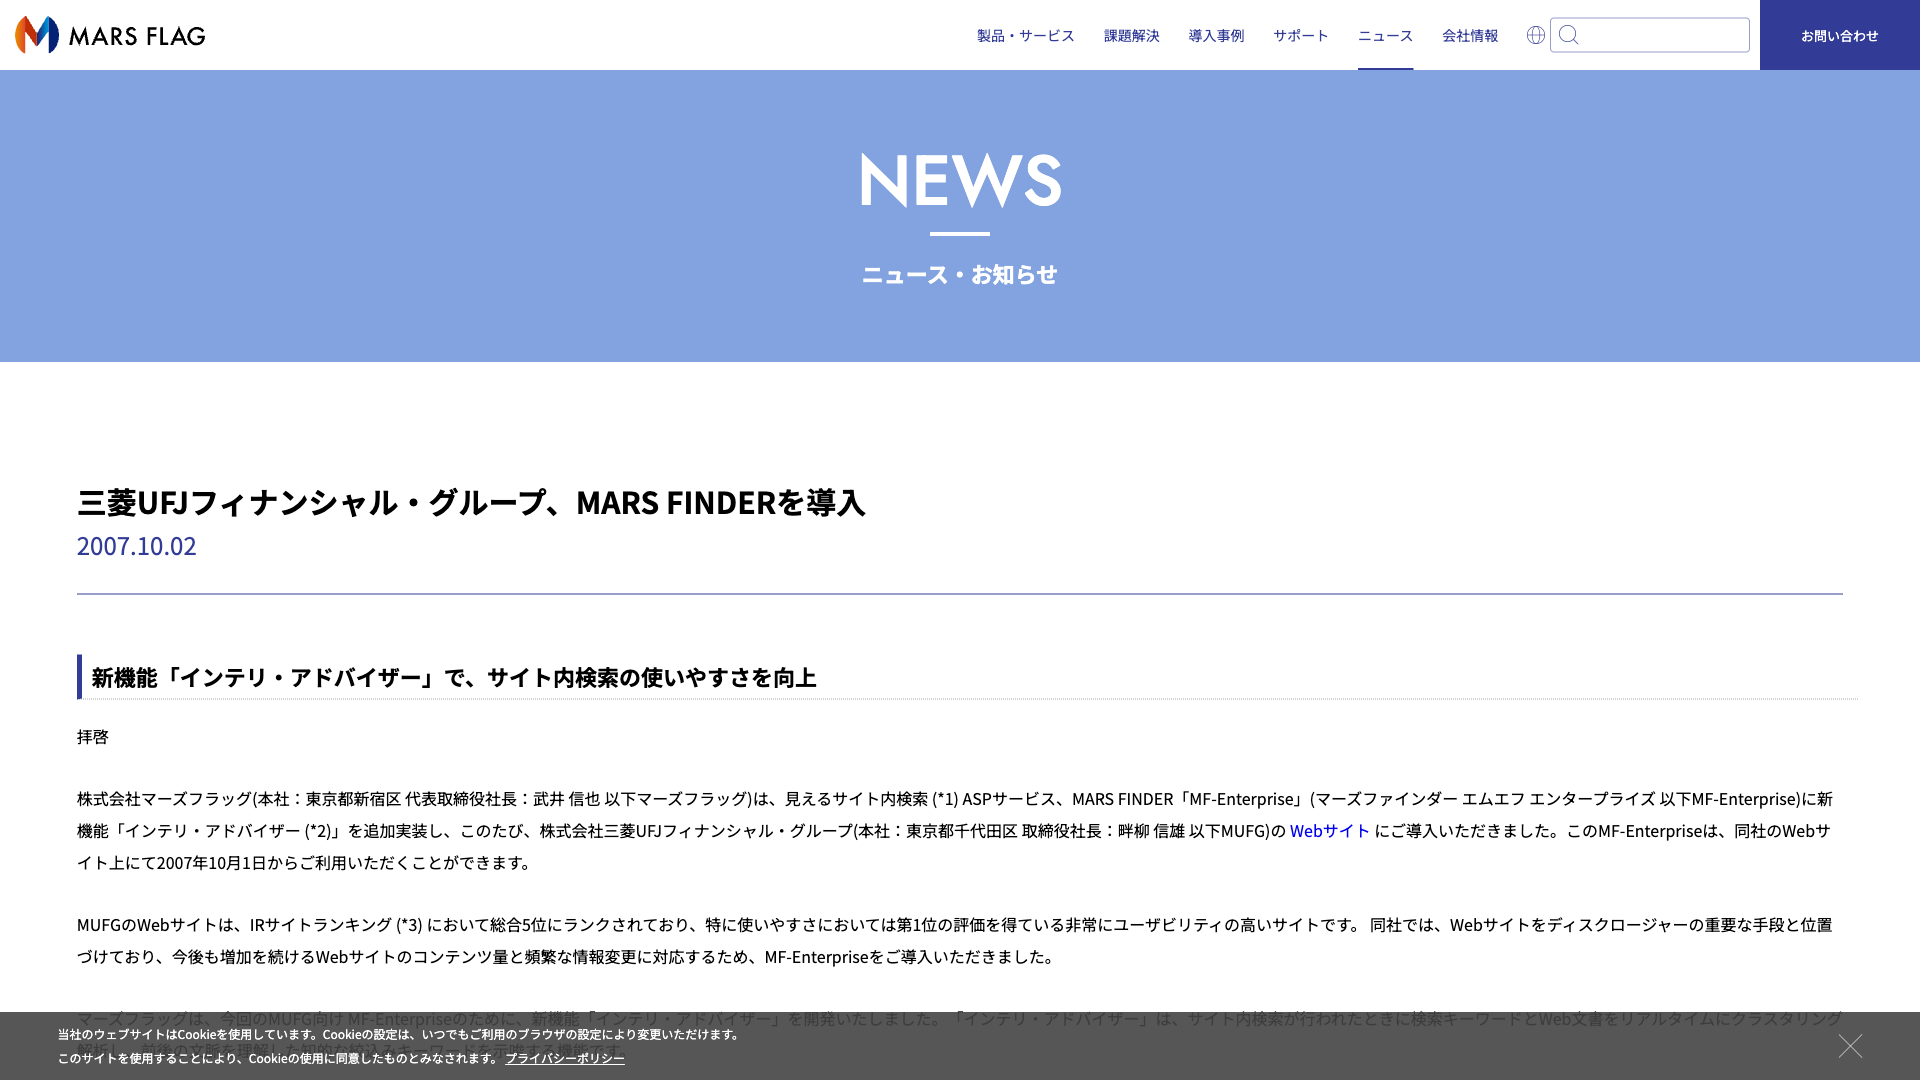 MARS FLAG
製品・サービス
課題解決
導入事例
サポート
ニュース
会社情報
お問い合わせ
NEWS
ニュース・お知らせ
三菱UFJフィナンシャル・グループ、MARS FINDERを導入
2007.10.02
新機能「インテリ・アドバイザー」で、サイト内検索の使いやすさを向上
拝啓
株式会社マーズフラッグ(本社：東京都新宿区 代表取締役社長：武井 信也 以下マーズフラッグ)は、見えるサイト内検索 (*1) ASPサービス、MARS FINDER「MF-Enterprise」(マーズファインダー エムエフ エンタープライズ 以下MF-Enterprise)に新
機能「インテリ・アドバイザー (*2)」を追加実装し、このたび、株式会社三菱UFJフィナンシャル・グループ(本社：東京都千代田区 取締役社長：畔柳 信雄 以下MUFG)の Webサイト にご導入いただきました。このMF-Enterpriseは、同社のWebサ
イト上にて2007年10月1日からご利用いただくことができます。
MUFGのWebサイトは、IRサイトランキング (*3) において総合5位にランクされており、特に使いやすさにおいては第1位の評価を得ている非常にユーザビリティの高いサイトです。 同社では、Webサイトをディスクロージャーの重要な手段と位置
づけており、今後も増加を続けるWebサイトのコンテンツ量と頻繁な情報変更に対応するため、MF-Enterpriseをご導入いただきました。
マーズフラッグは、今回のMUFG向け MF-Enterpriseのために、新機能「インテリ・アドバイザー」を開発いたしました。「インテリ・アドバイザー」は、サイト内検索が行われたときに検索キーワードとWeb文書をリアルタイムにクラスタリング
当社のウェブサイトはCookieを使用しています。Cookieの設定は、いつでもご利用のブラウザの設定により変更いただけます。
このサイトを使用することにより、Cookieの使用に同意したものとみなされます。 プライバシーポリシー